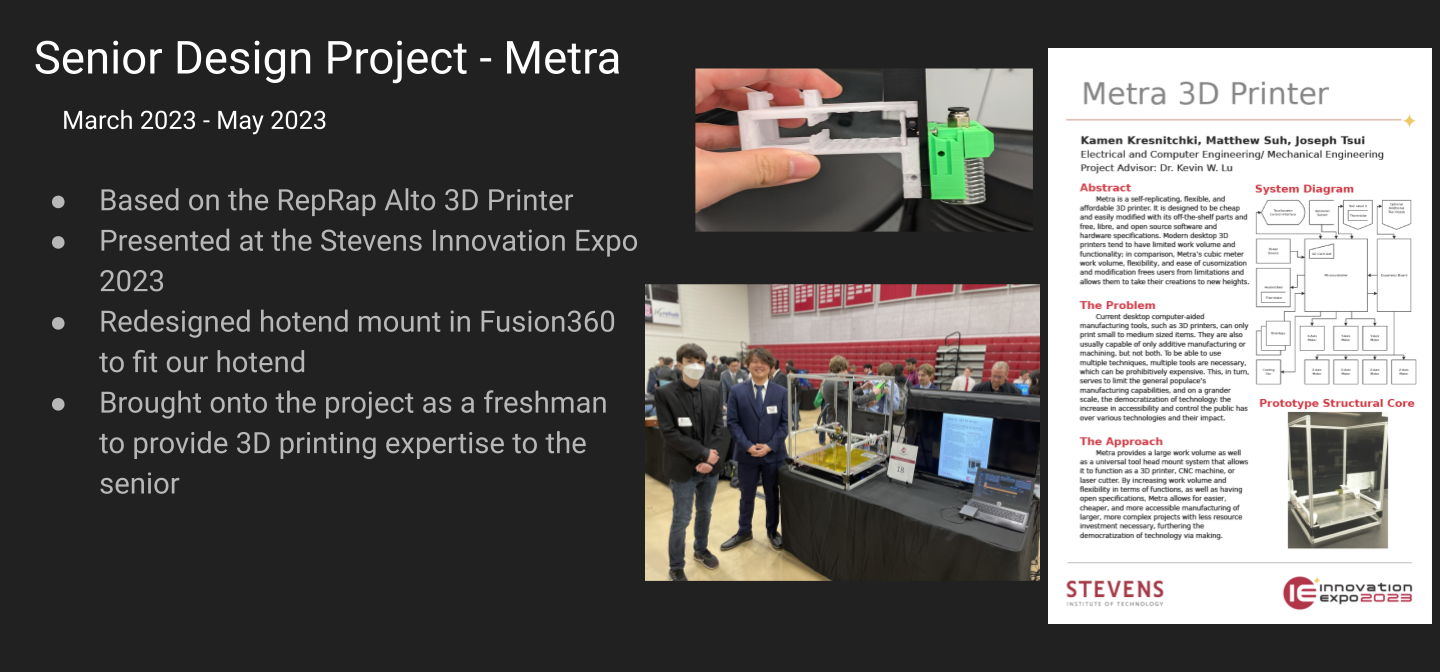 Senior Design Project - Metra
March 2023 - May 2023
● Based on the RepRap Alto 3D Printer
● Presented at the Stevens Innovation Expo
2023
● Redesigned hotend mount in Fusion360
to fit our hotend
● Brought onto the project as a freshman
to provide 3D printing expertise to the
senior
18
Metra 3D Printer
Kamen Kresnitchki, Matthew Suh, Joseph Tsui
Electrical and Computer Engineering/ Mechanical Engineering
Project Advisor: Dr. Kevin W. Lu
Abstract
Metra is a self-replicating, flexible, and
affordable 3D printer. It is designed to be cheap
and easily modified with its off-the-shelf parts and
free, libre, and open source software and
hardware specifications. Modern desktop 3D
printers tend to have limited work volume and
functionality; in comparison, Metra's cubic meter
work volume, flexibility, and ease of cusomization
and modification frees users from limitations and
allows them to take their creations to new heights.
The Problem
Current desktop computer-aided
manufacturing tools, such as 3D printers, can only
print small to medium sized items. They are also
usually capable of only additive manufacturing or
machining, but not both. To be able to use
multiple techniques, multiple tools are necessary,
which can be prohibitively expensive. This, in turn,
serves to limit the general populace's
manufacturing capabilities, and on a grander
scale, the democratization of technology: the
increase in accessibility and control the public has
over various technologies and their impact.
The Approach
Metra provides a large work volume as well
as a universal tool head mount system that allows
it to function as a 3D printer, CNC machine, or
laser cutter. By increasing work volume and
flexibility in terms of functions, as well as having
open specifications, Metra allows for easier,
cheaper, and more accessible manufacturing of
larger, more complex projects with less resource
investment necessary, furthering the
democratization of technology via making.
System Diagram
Thermistor
Microcontroller
Expansion Board
Thermistor
Prototype Structural Core
STEVENS
INSTITUTE OF TECHNOLOGY
IE innovation
expo2023